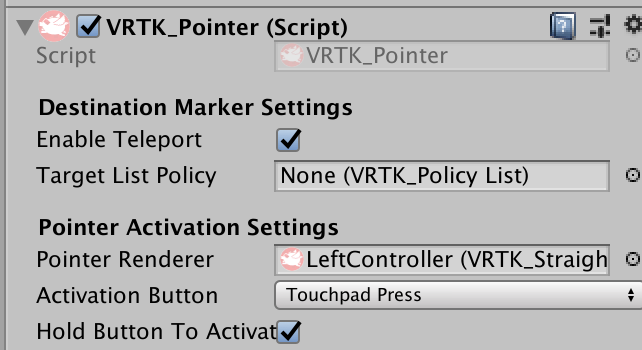 VRTK_Pointer (Script)
Script VRTK_Pointer
Destination Marker Settings
Enable Teleport
Target List Policy None (VRTK_Policy List)
Pointer Activation Settings
Pointer Renderer LeftController (VRTK_Straigh
Activation Button Touchpad Press
Hold Button To Activat